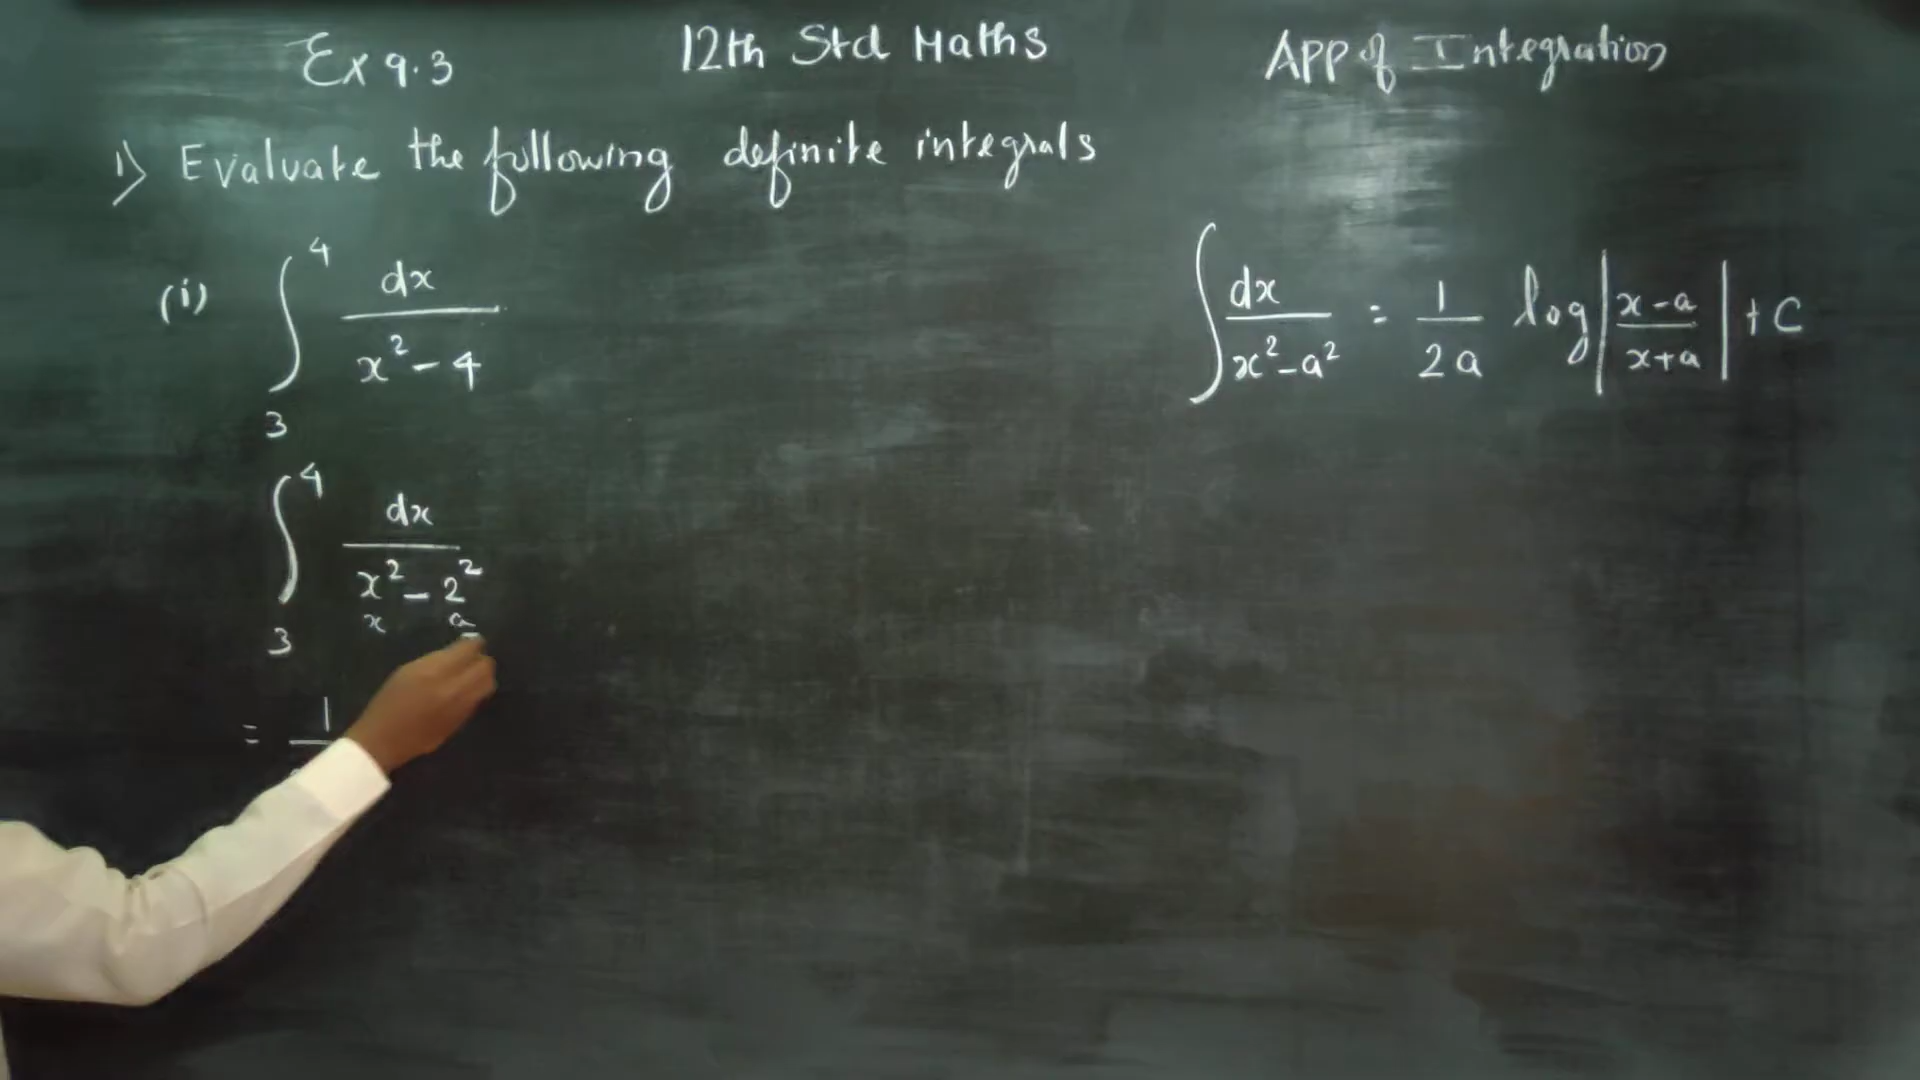 Ex 9.3 12th Std Maths APP of Integration
1) Evaluate the following definite integrals
(i) ∫₃⁴ dx / (x² - 4)
∫ dx / (x² - a²) = 1 / 2a log |(x - a) / (x + a)| + C
∫₃⁴ dx / (x² - 2²)
x a
= 1